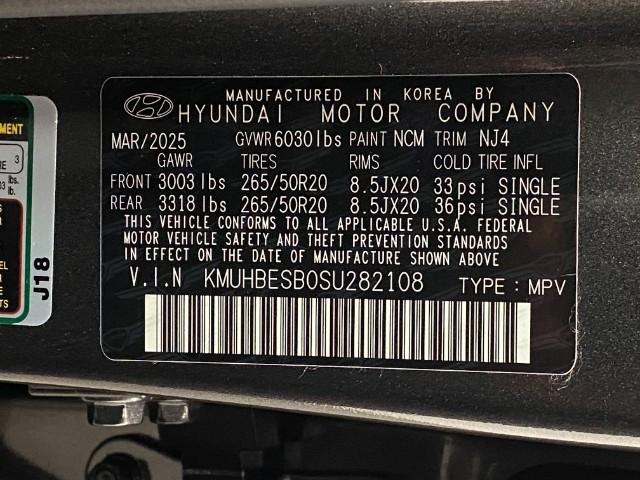 MANUFACTURED IN KOREA BY
HYUNDAI MOTOR COMPANY
MAR/2025 GVWR 6030lbs PAINT NCM TRIM NJ4
GAWR TIRES RIMS COLD TIRE INFL
FRONT 3003 lbs 265/50R20 8.5JX20 33 psi SINGLE
REAR 3318 lbs 265/50R20 8.5JX20 36 psi SINGLE
THIS VEHICLE CONFORMS TO ALL APPLICABLE U.S.A. FEDERAL
MOTOR VEHICLE SAFETY AND THEFT PREVENTION STANDARDS
IN EFFECT ON THE DATE OF MANUFACTURE SHOWN ABOVE
V.I.N KMUHBESB0SU282108 TYPE : MPV
J18
3
lbs.
lb.